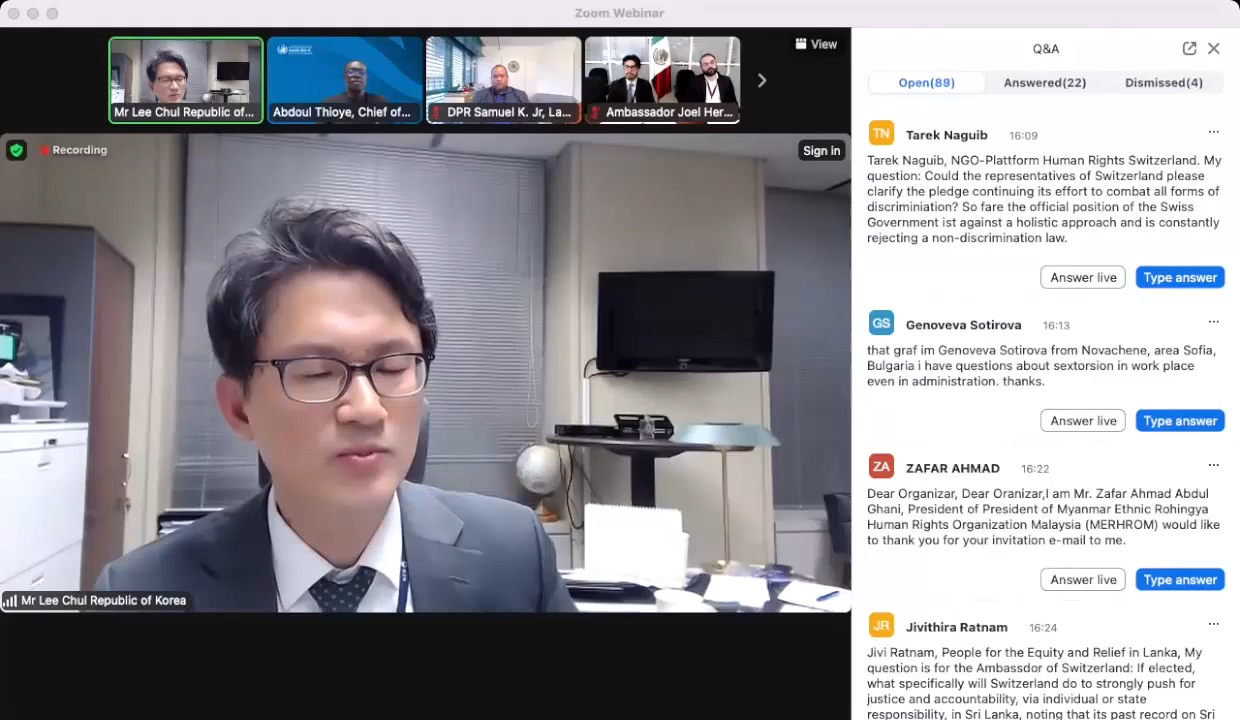 Zoom Webinar
Mr Lee Chul Republic of...
Abdoul Thioye, Chief of...
DPR Samuel K. Jr, La...
Ambassador Joel Her...
View
Recording
Sign in
Mr Lee Chul Republic of Korea
Q&A
Open(89)
Answered(22)
Dismissed(4)
TN
Tarek Naguib 16:09
Tarek Naguib, NGO-Plattform Human Rights Switzerland. My
question: Could the representatives of Switzerland please
clarify the pledge continuing its effort to combat all forms of
discriminiation? So fare the official position of the Swiss
Government ist against a holistic approach and is constantly
rejecting a non-discrimination law.
Answer live
Type answer
GS
Genoveva Sotirova 16:13
that graf im Genoveva Sotirova from Novachene, area Sofia,
Bulgaria i have questions about sextorsion in work place
even in administration. thanks.
Answer live
Type answer
ZA
ZAFAR AHMAD 16:22
Dear Organizar, Dear Oranizar,I am Mr. Zafar Ahmad Abdul
Ghani, President of President of Myanmar Ethnic Rohingya
Human Rights Organization Malaysia (MERHROM) would like
to thank you for your invitation e-mail to me.
Answer live
Type answer
JR
Jivithira Ratnam 16:24
Jivi Ratnam, People for the Equity and Relief in Lanka, My
question is for the Ambassdor of Switzerland: If elected,
what specifically will Switzerland do to strongly push for
justice and accountability, via individual or state
responsibility, in Sri Lanka, noting that its past record on Sri